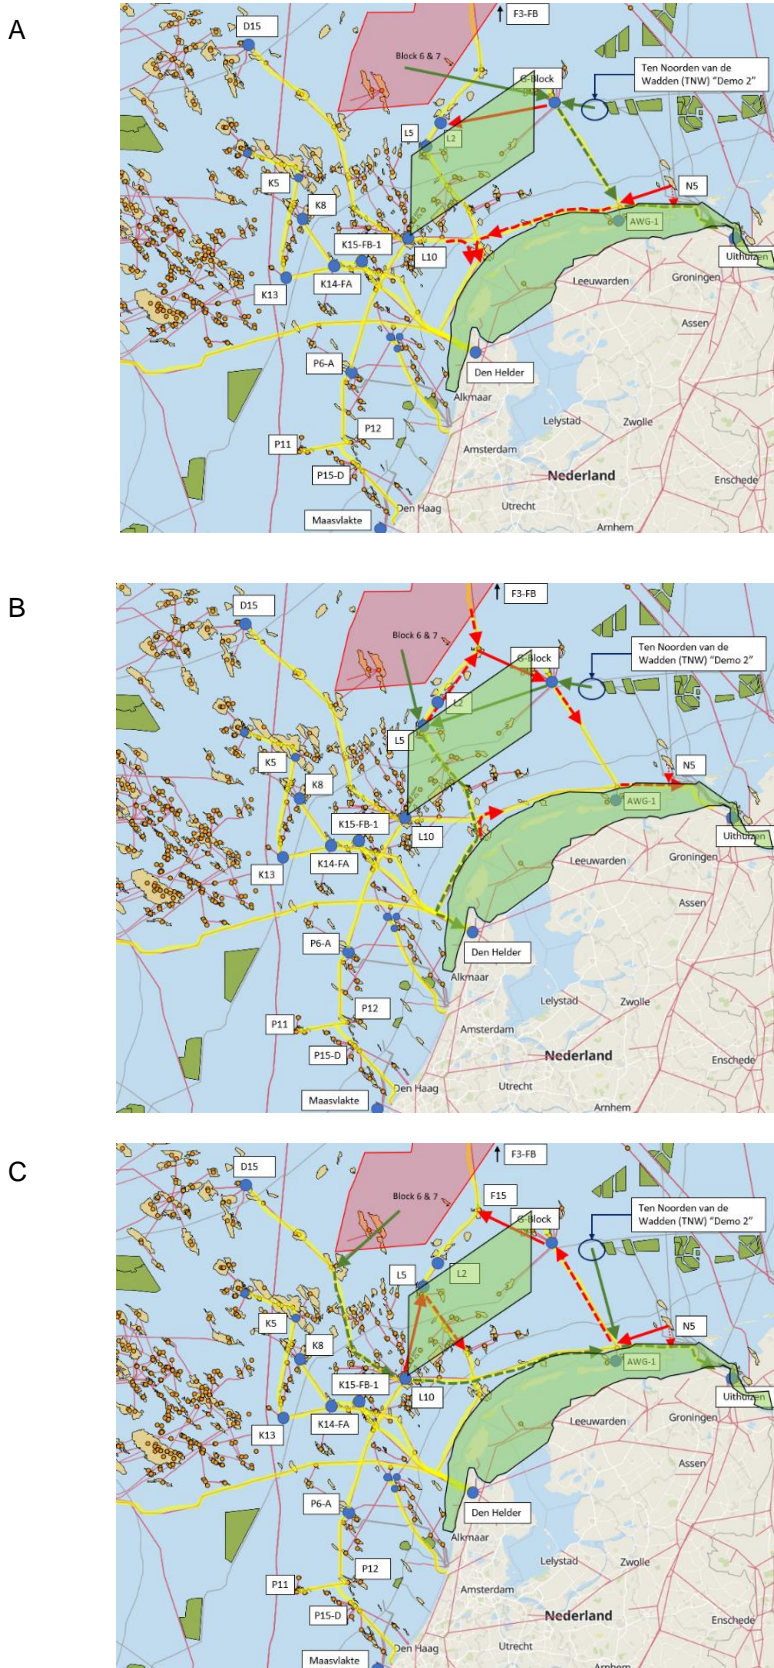 A
D15
F3-FB
Block 6 & 7
G-Block
Ten Noorden van de
Wadden (TNW) "Demo 2"
L5
L2
K5
N5
K8
AWG-1
K15-FB-1
L10
Uithuizen
Leeuwarden
Groningen
K13
K14-FA
Assen
P6-A
Den Helder
Alkmaar
P12
Lelystad
Zwolle
P11
Amsterdam
P15-D
Nederland
Enschede
Den Haag
Utrecht
Maasvlakte
Arnhem
B
D15
F3-FB
Block 6 & 7
G-Block
Ten Noorden van de
Wadden (TNW) "Demo 2"
L2
L5
K5
N5
K8
AWG-1
K15-FB-1
L10
Uithuizen
K14-FA
Leeuwarden
Groningen
K13
Assen
P6-A
Den Helder
Alkmaar
P12
Lelystad
Zwolle
P11
Amsterdam
P15-D
Nederland
Enschede
Den Haag
Utrecht
Maasvlakte
Arnhem
C
D15
F3-FB
Block 6 & 7
F15
G-Block
Ten Noorden van de
Wadden (TNW) "Demo 2"
L5
L2
K5
N5
K8
AWG-1
K15-FB-1
L10
Uithuizen
K14-FA
Leeuwarden
Groningen
K13
Assen
P6-A
Den Helder
Alkmaar
P12
Lelystad
Zwolle
P11
Amsterdam
P15-D
Nederland
Enschede
Den Haag
Utrecht
Maasvlakte
Arnhem